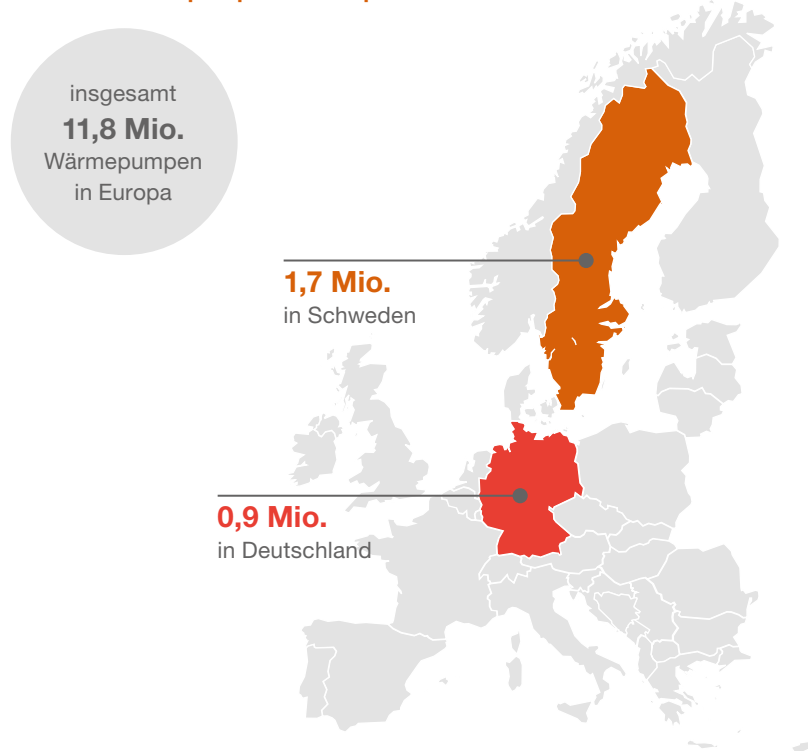 insgesamt
11,8 Mio.
Wärmepumpen
in Europa
1,7 Mio.
in Schweden
0,9 Mio.
in Deutschland